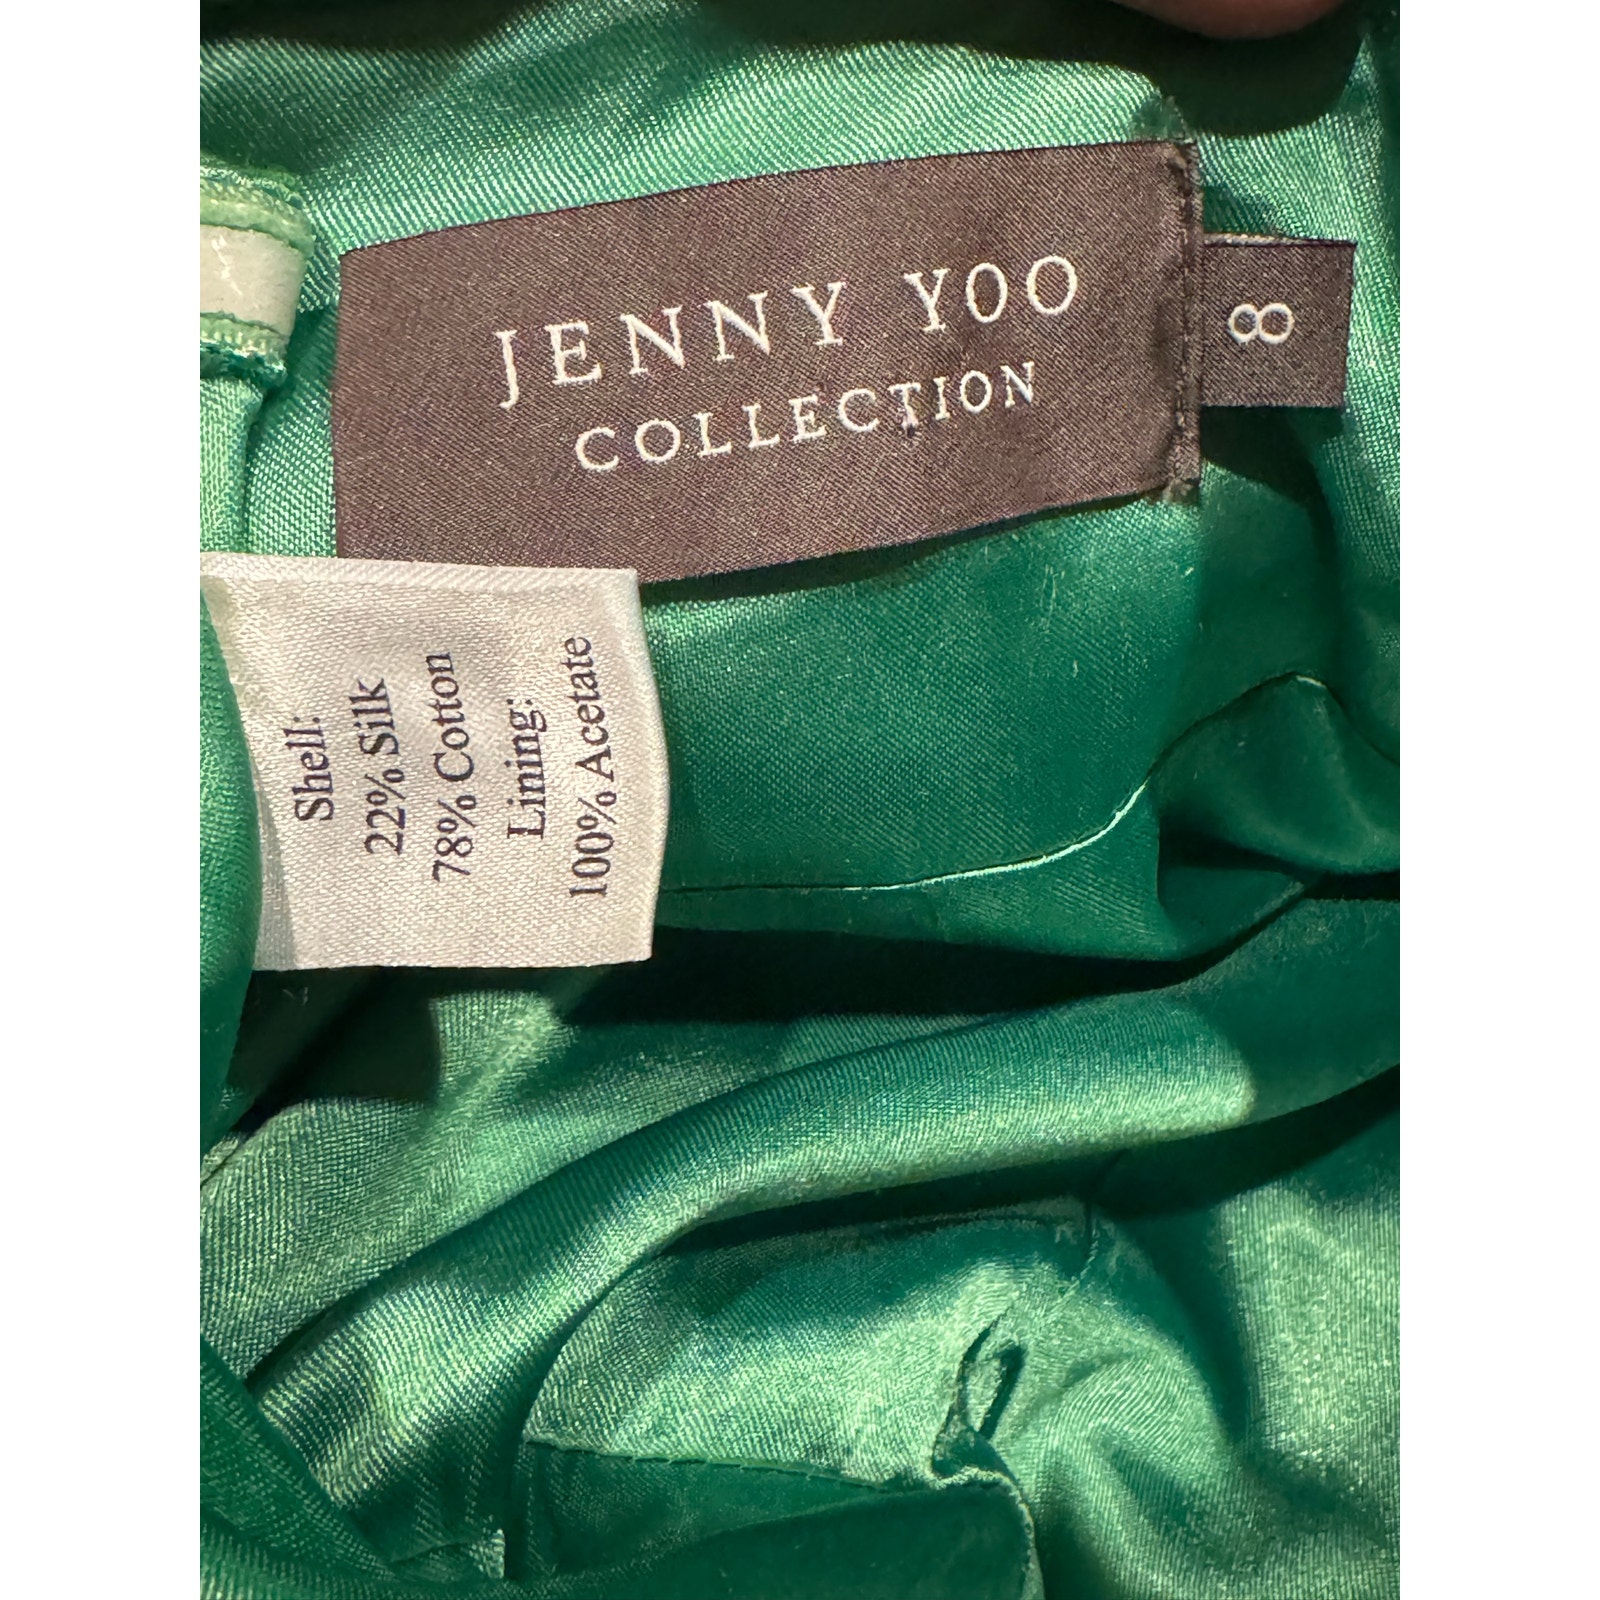 JENNY YOO
COLLECTION
8
Shell:
22% Silk
78% Cotton
Lining:
100% Acetate